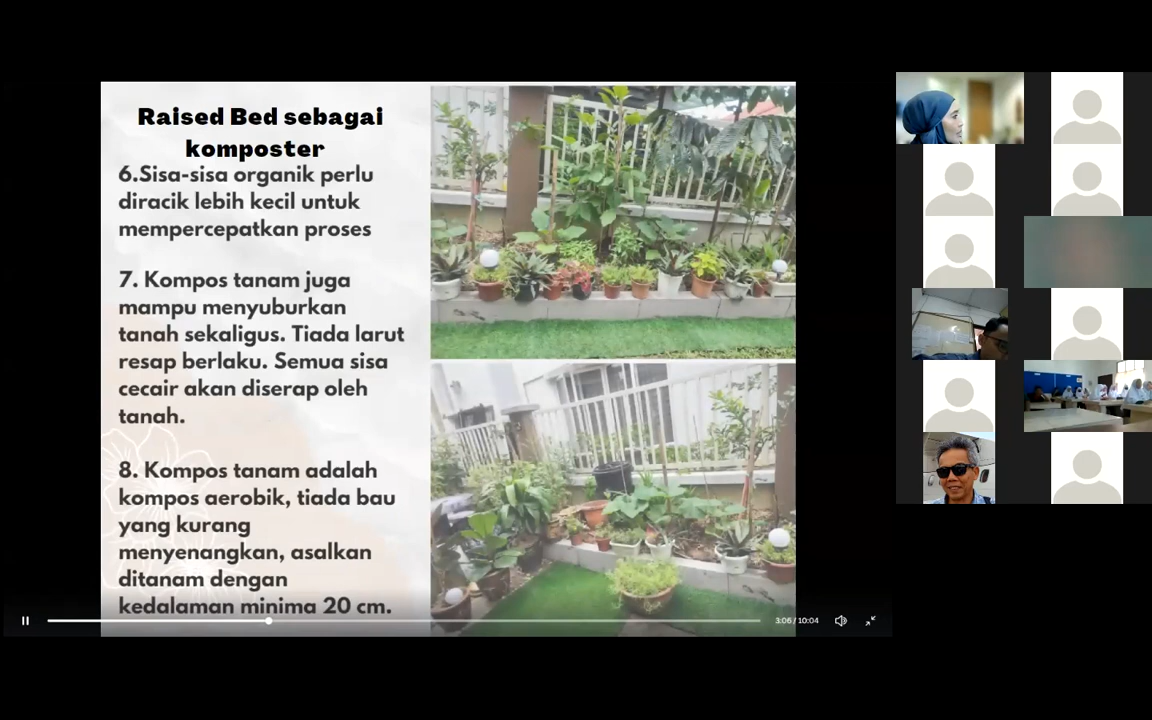 Raised Bed sebagai
komposter
6.Sisa-sisa organik perlu
diracik lebih kecil untuk
mempercepatkan proses
7. Kompos tanam juga
mampu menyuburkan
tanah sekaligus. Tiada larut
resap berlaku. Semua sisa
cecair akan diserap oleh
tanah.
8. Kompos tanam adalah
kompos aerobik, tiada bau
yang kurang
menyenangkan, asalkan
ditanam dengan
kedalaman minima 20 cm.
3:06 / 10:04